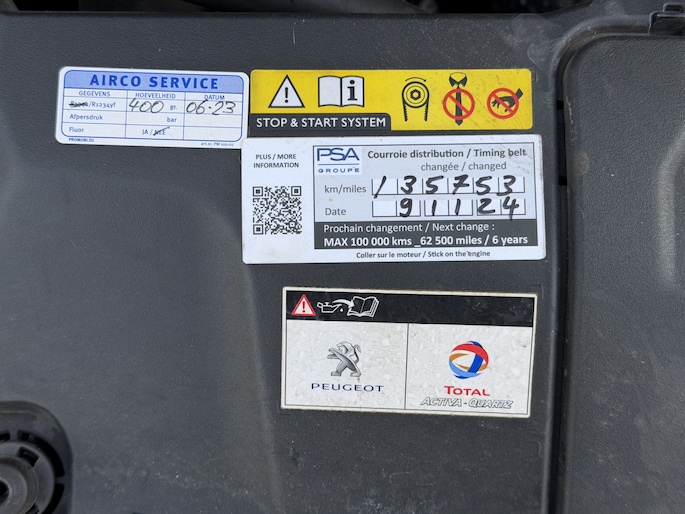 AIRCO SERVICE
GEGEVENS HOEVEELHEID DATUM
R134a/R1234yf 400 gr. 06-23
Afpersdruk bar
Fluor JA / NEE
STOP & START SYSTEM
PLUS / MORE
INFORMATION
PSA
GROUPE
Courroie distribution / Timing belt
changée / changed
km/miles 135753
Date 91124
Prochain changement / Next change :
MAX 100 000 kms _62 500 miles / 6 years
Coller sur le moteur / Stick on the engine
PEUGEOT
TOTAL
ACTIVA - QUARTZ